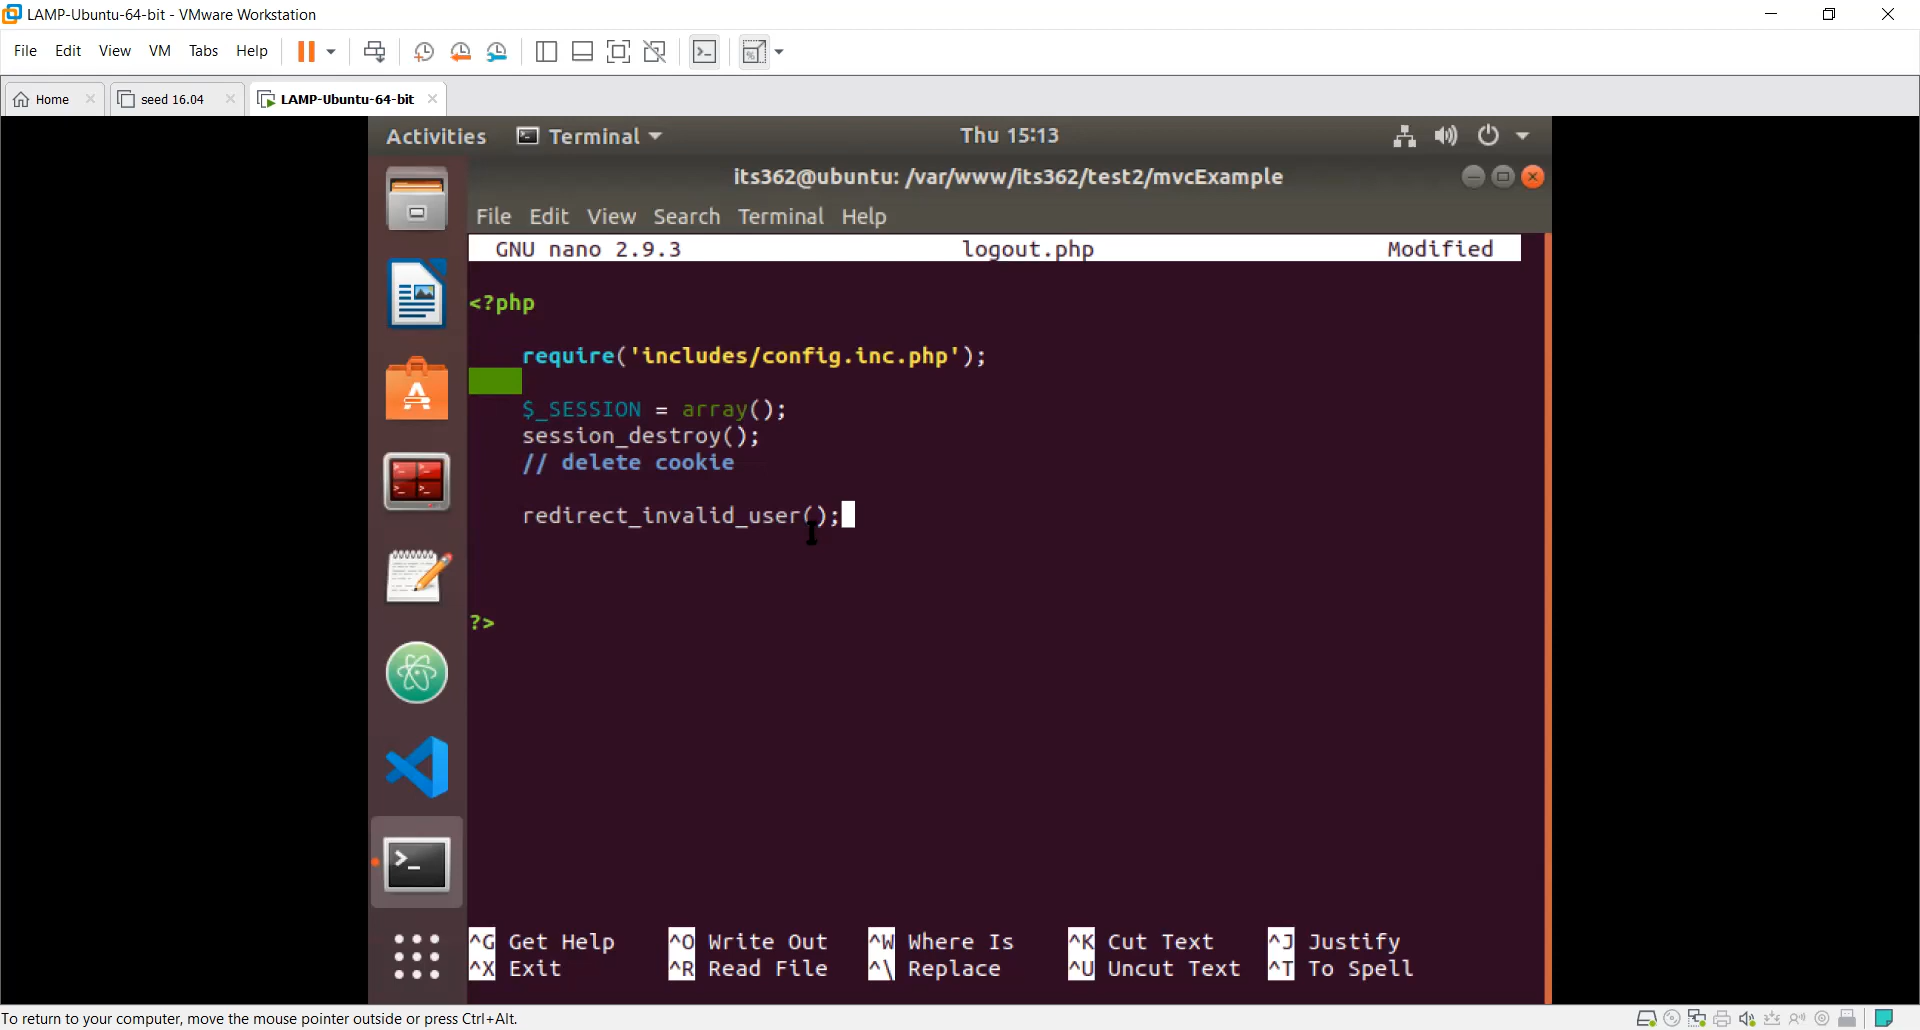 LAMP-Ubuntu-64-bit - VMware Workstation
File Edit View VM Tabs Help
Home seed 16.04 LAMP-Ubuntu-64-bit
Activities Terminal Thu 15:13
its362@ubuntu: /var/www/its362/test2/mvcExample
File Edit View Search Terminal Help
GNU nano 2.9.3 logout.php Modified
<?php
require('includes/config.inc.php');
$_SESSION = array();
session_destroy();
// delete cookie
redirect_invalid_user();
?>
^G Get Help ^O Write Out ^W Where Is ^K Cut Text ^J Justify
^X Exit ^R Read File ^\ Replace ^U Uncut Text ^T To Spell
To return to your computer, move the mouse pointer outside or press Ctrl+Alt.